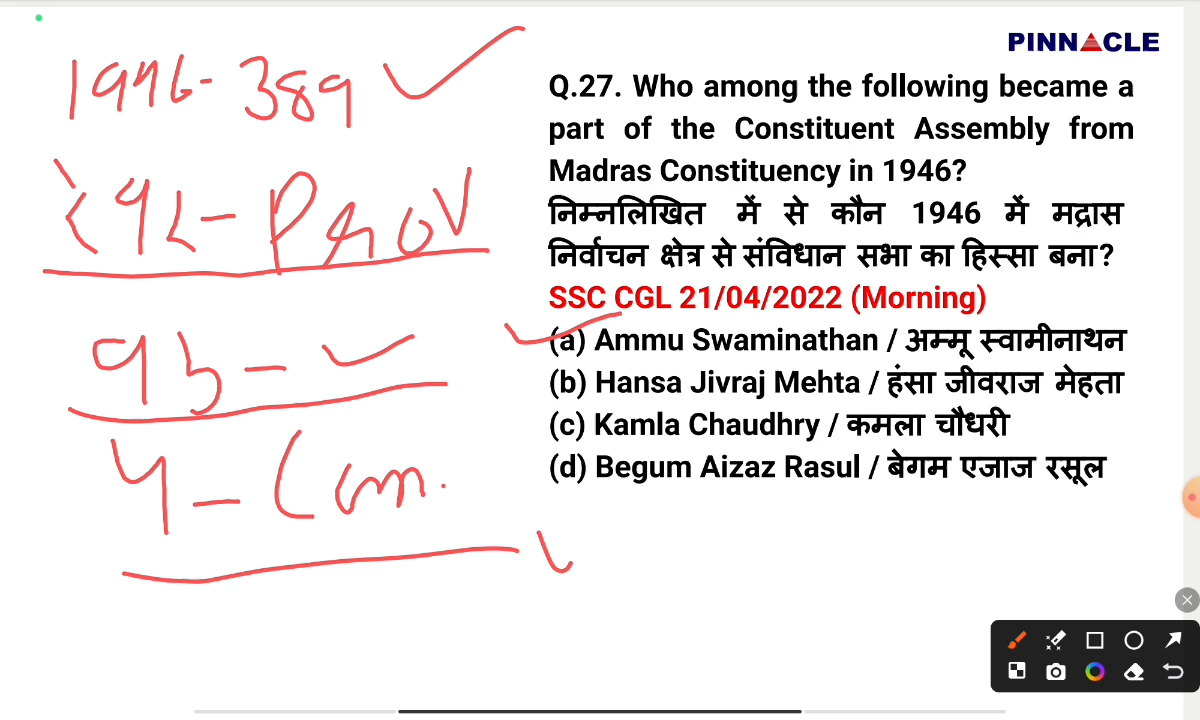 PINNACLE
1946- 389
292- Prov
93-
4- Com.
Q.27. Who among the following became a
part of the Constituent Assembly from
Madras Constituency in 1946?
निम्नलिखित में से कौन 1946 में मद्रास
निर्वाचन क्षेत्र से संविधान सभा का हिस्सा बना?
SSC CGL 21/04/2022 (Morning)
(a) Ammu Swaminathan / अम्मू स्वामीनाथन
(b) Hansa Jivraj Mehta / हंसा जीवराज मेहता
(c) Kamla Chaudhry / कमला चौधरी
(d) Begum Aizaz Rasul / बेगम एजाज रसूल